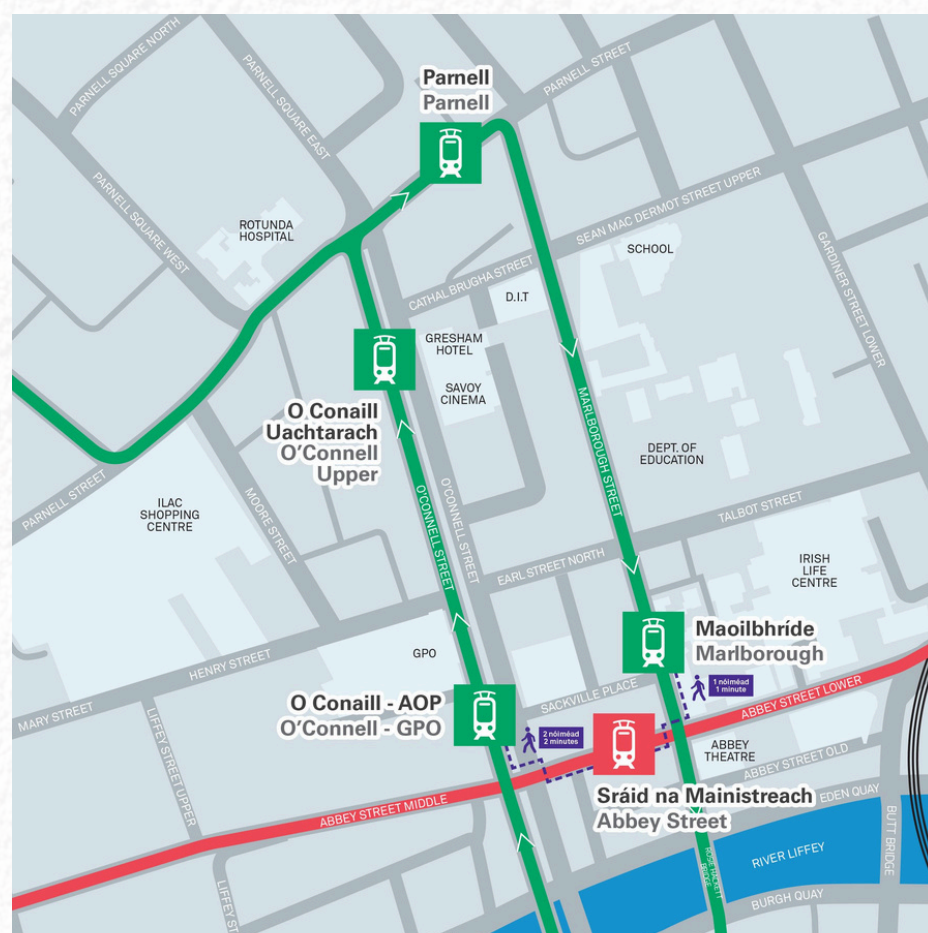 PARNELL SQUARE NORTH
PARNELL SQUARE EAST
Parnell
Parnell
PARNELL STREET
PARNELL SQUARE WEST
ROTUNDA
HOSPITAL
SEAN MAC DERMOT STREET UPPER
SCHOOL
GARDINER STREET LOWER
CATHAL BRUGHA STREET
D.I.T
GRESHAM
HOTEL
SAVOY
CINEMA
MARLBOROUGH STREET
O Conaill
Uachtarach
O'Connell
Upper
DEPT. OF
EDUCATION
PARNELL STREET
ILAC
SHOPPING
CENTRE
MOORE STREET
O'CONNELL STREET
O'CONNELL STREET
TALBOT STREET
EARL STREET NORTH
IRISH
LIFE
CENTRE
Maoilbhríde
Marlborough
GPO
HENRY STREET
MARY STREET
1 nóiméad
1 minute
SACKVILLE PLACE
ABBEY STREET LOWER
O Conaill - AOP
O'Connell - GPO
2 nóiméad
2 minutes
LIFFEY STREET UPPER
ABBEY
THEATRE
ABBEY STREET OLD
Sráid na Mainistreach
Abbey Street
EDEN QUAY
ABBEY STREET MIDDLE
BUTT BRIDGE
RIVER LIFFEY
ROSIE HACKETT
BRIDGE
BURGH QUAY
LIFFEY ST